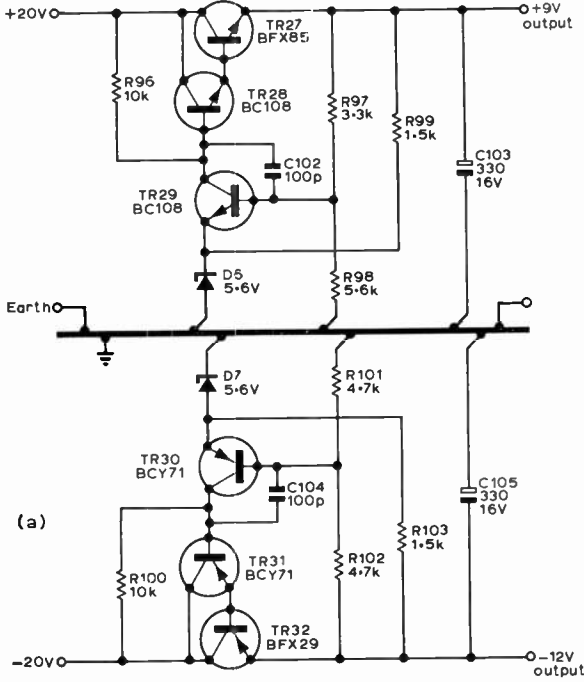 +20V
TR27
BFX85
+9V
output
R96
10k
TR28
BC108
R97
3·3k
R99
1·5k
C102
100p
C103
330
16V
TR29
BC108
D6
5·6V
R98
5·6k
Earth
D7
5·6V
R101
4·7k
TR30
BCY71
C104
100p
C105
330
16V
(a)
R103
1·5k
TR31
BCY71
R102
4·7k
R100
10k
TR32
BFX29
-20V
-12V
output